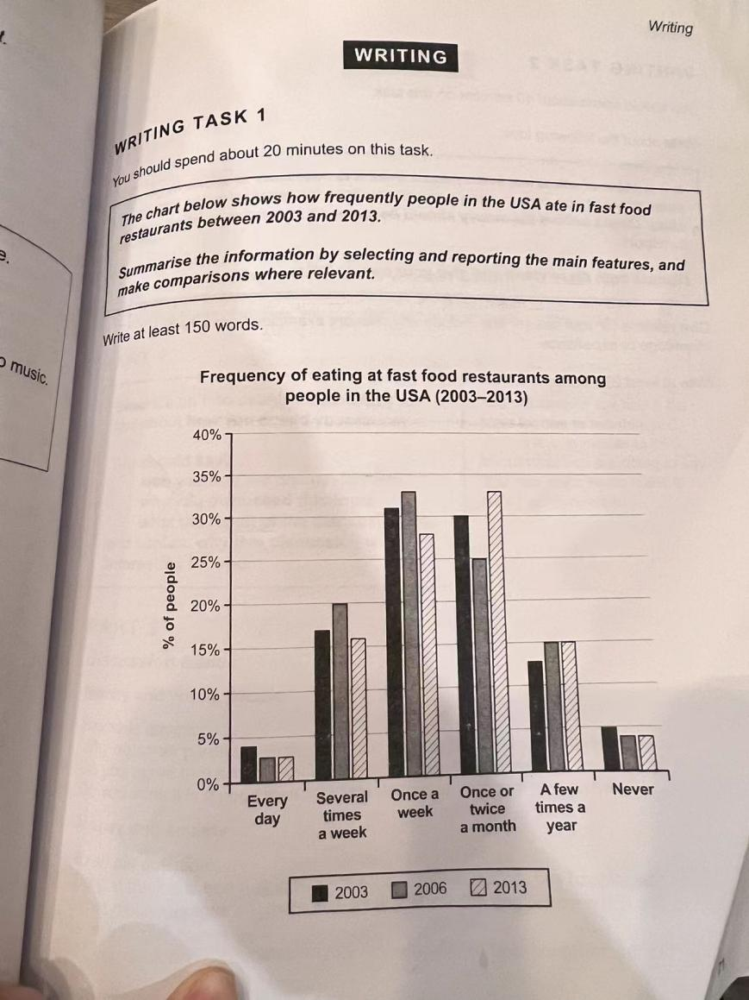 Writing
WRITING
WRITING TASK 1
You should spend about 20 minutes on this task.
The chart below shows how frequently people in the USA ate in fast food
restaurants between 2003 and 2013.
Summarise the information by selecting and reporting the main features, and
make comparisons where relevant.
Write at least 150 words.
music.
Frequency of eating at fast food restaurants among
people in the USA (2003–2013)
40%
35%
30%
25%
20%
15%
10%
5%
0%
% of people
Every
day
Several
times
a week
Once a
week
Once or
twice
a month
A few
times a
year
Never
2003 2006 2013